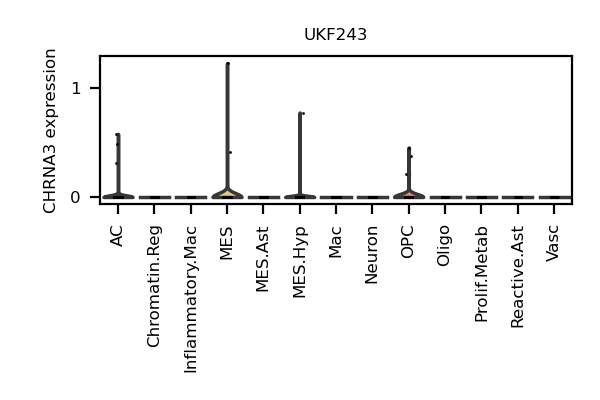 UKF243
CHRNA3 expression
1
0
AC
Chromatin.Reg
Inflammatory.Mac
MES
MES.Ast
MES.Hyp
Mac
Neuron
OPC
Oligo
Prolif.Metab
Reactive.Ast
Vasc